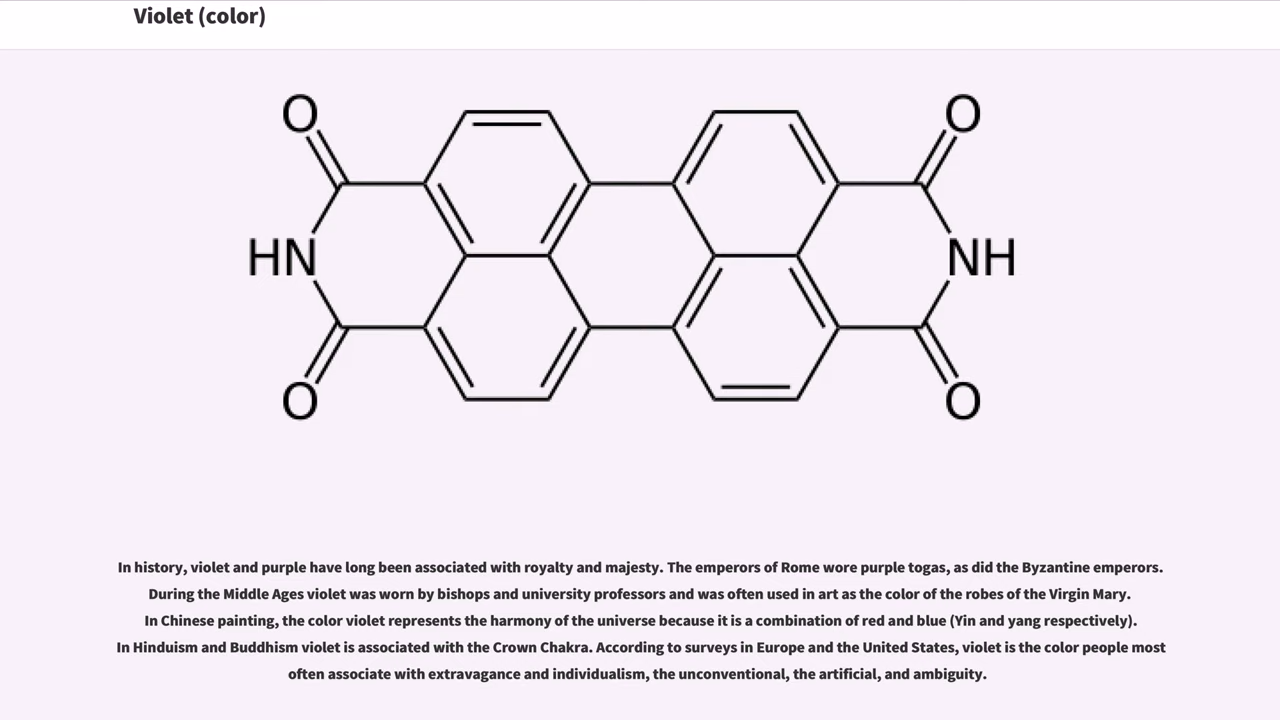 Violet (color)
O O
HN NH
O O
In history, violet and purple have long been associated with royalty and majesty. The emperors of Rome wore purple togas, as did the Byzantine emperors.
During the Middle Ages violet was worn by bishops and university professors and was often used in art as the color of the robes of the Virgin Mary.
In Chinese painting, the color violet represents the harmony of the universe because it is a combination of red and blue (Yin and yang respectively).
In Hinduism and Buddhism violet is associated with the Crown Chakra. According to surveys in Europe and the United States, violet is the color people most
often associate with extravagance and individualism, the unconventional, the artificial, and ambiguity.